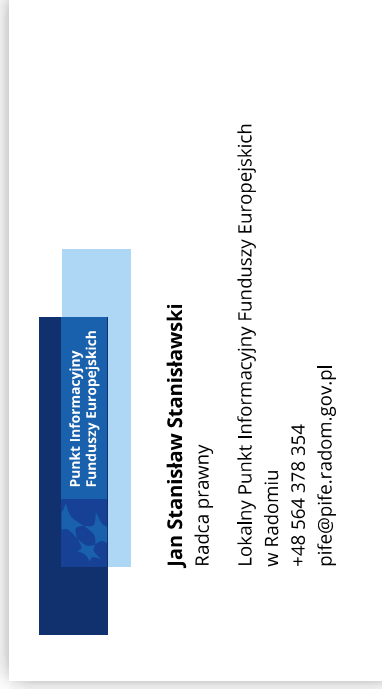 Punkt Informacyjny
Funduszy Europejskich
Jan Stanisław Stanisławski
Radca prawny
Lokalny Punkt Informacyjny Funduszy Europejskich
w Radomiu
+48 564 378 354
pife@pife.radom.gov.pl